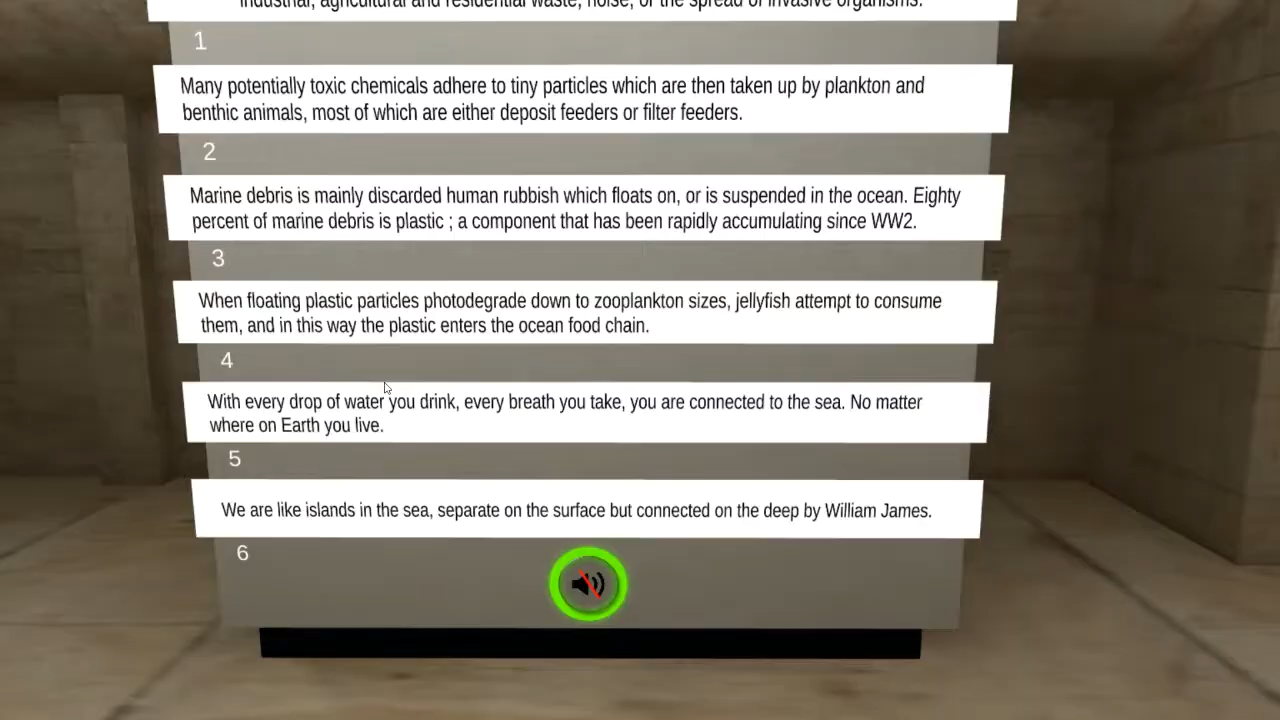 industrial, agricultural and residential waste, noise, or the spread of invasive organisms.
1
Many potentially toxic chemicals adhere to tiny particles which are then taken up by plankton and
benthic animals, most of which are either deposit feeders or filter feeders.
2
Marine debris is mainly discarded human rubbish which floats on, or is suspended in the ocean. Eighty
percent of marine debris is plastic ; a component that has been rapidly accumulating since WW2.
3
When floating plastic particles photodegrade down to zooplankton sizes, jellyfish attempt to consume
them, and in this way the plastic enters the ocean food chain.
4
With every drop of water you drink, every breath you take, you are connected to the sea. No matter
where on Earth you live.
5
We are like islands in the sea, separate on the surface but connected on the deep by William James.
6